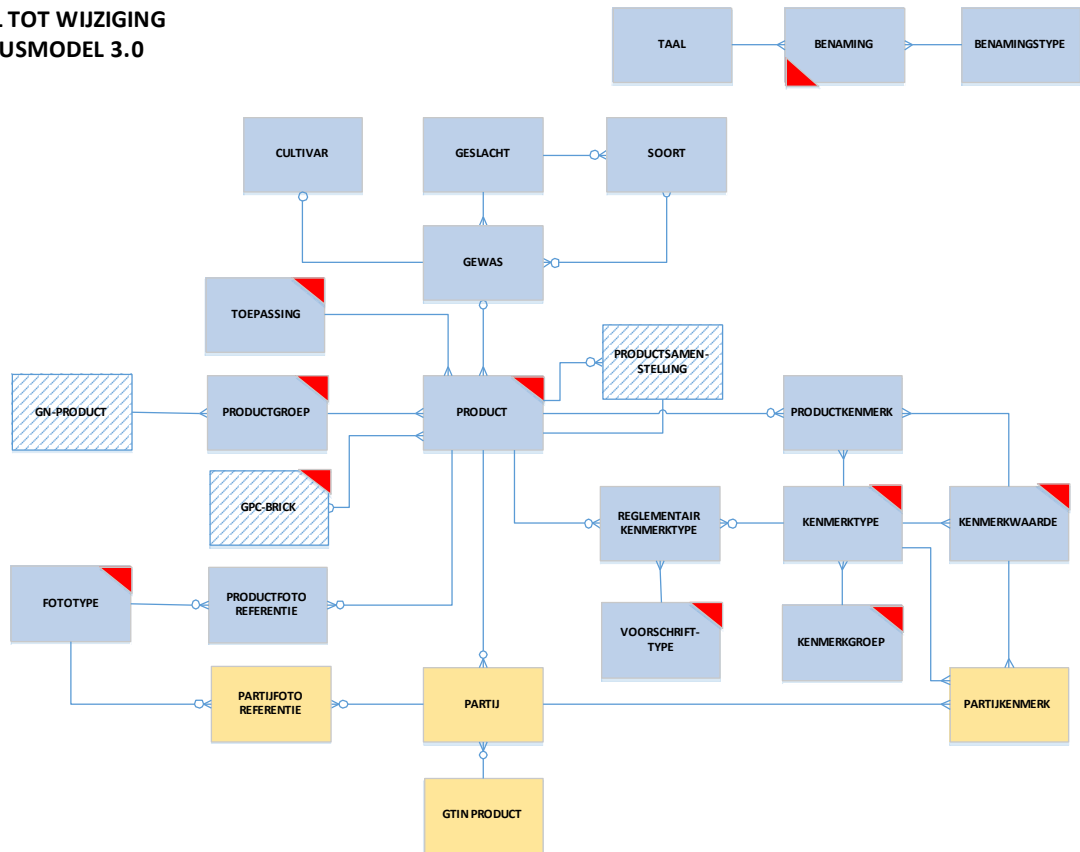 TOT WIJZIGING
USMODEL 3.0
TAAL
BENAMING
BENAMINGSTYPE
CULTIVAR
GESLACHT
SOORT
GEWAS
TOEPASSING
PRODUCTSAMEN-
STELLING
GN-PRODUCT
PRODUCTGROEP
PRODUCT
PRODUCTKENMERK
GPC-BRICK
REGLEMENTAIR
KENMERKTYPE
KENMERKTYPE
KENMERKWAARDE
FOTOTYPE
PRODUCTFOTO
REFERENTIE
VOORSCHRIFT-
TYPE
KENMERKGROEP
PARTIJFOTO
REFERENTIE
PARTIJ
PARTIJKENMERK
GTIN PRODUCT